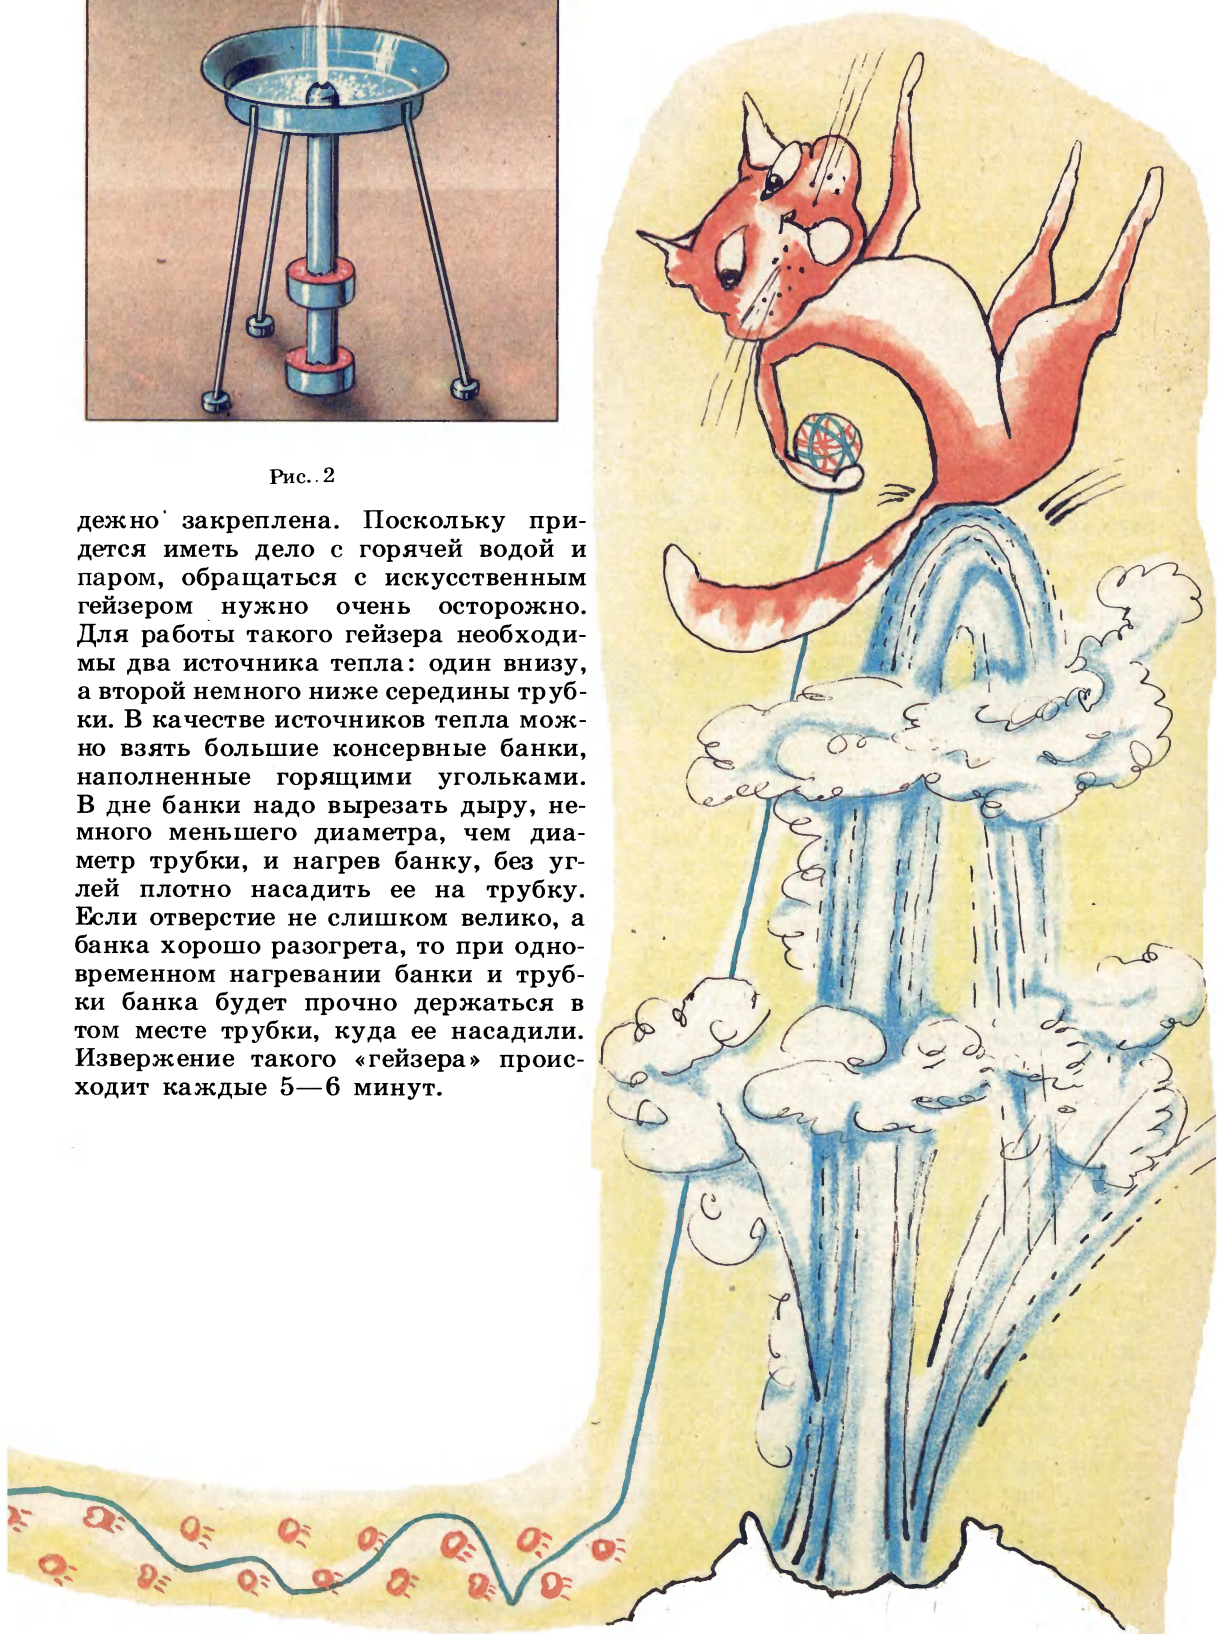 Рис. . 2
дежно закреплена. Поскольку при-
дется иметь дело с горячей водой и
паром, обращаться с искусственным
гейзером нужно очень осторожно.
Для работы такого гейзера необходи-
мы два источника тепла: один внизу,
а второй немного ниже середины труб-
ки. В качестве источников тепла мож-
но взять большие консервные банки,
наполненные горящими угольками.
В дне банки надо вырезать дыру, не-
много меньшего диаметра, чем диа-
метр трубки, и нагрев банку, без уг-
лей плотно насадить ее на трубку.
Если отверстие не слишком велико, а
банка хорошо разогрета, то при одно-
временном нагревании банки и труб-
ки банка будет прочно держаться в
том месте трубки, куда ее насадили.
Извержение такого «гейзера» проис-
ходит каждые 5—6 минут.